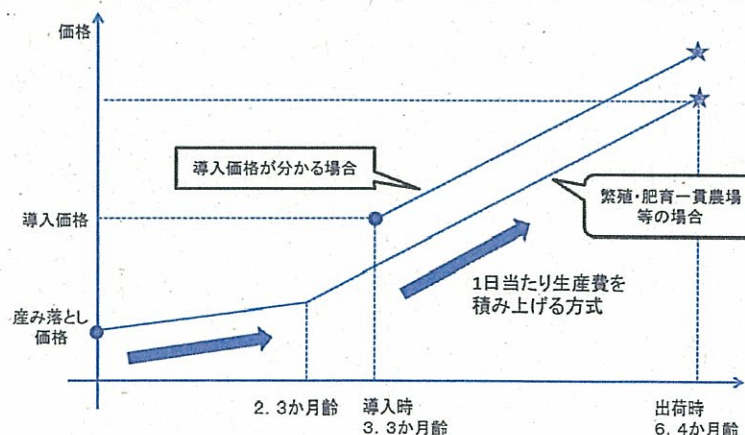 価格
導入価格が分かる場合
繁殖・肥育一貫農場
等の場合
導入価格
1日当たり生産費を
積み上げる方式
産み落とし
価格
2. 3か月齢
導入時
3. 3か月齢
出荷時
6. 4か月齢